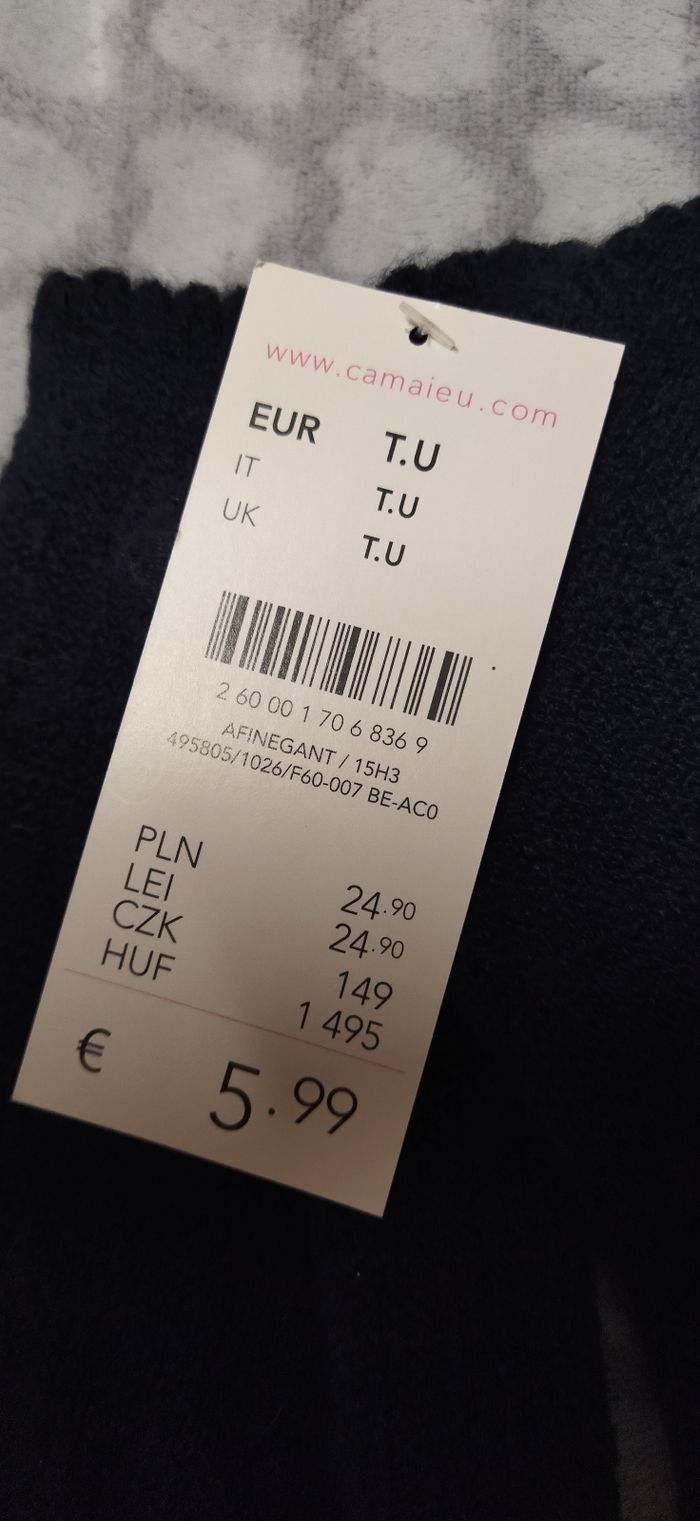 www.camaieu.com
EUR T.U
IT T.U
UK T.U
2 60 00 1 70 6 836 9
AFINEGANT / 15H3
495805/1026/F60-007 BE-AC0
PLN 24.90
LEI 24.90
CZK 149
HUF 1 495
€ 5.99